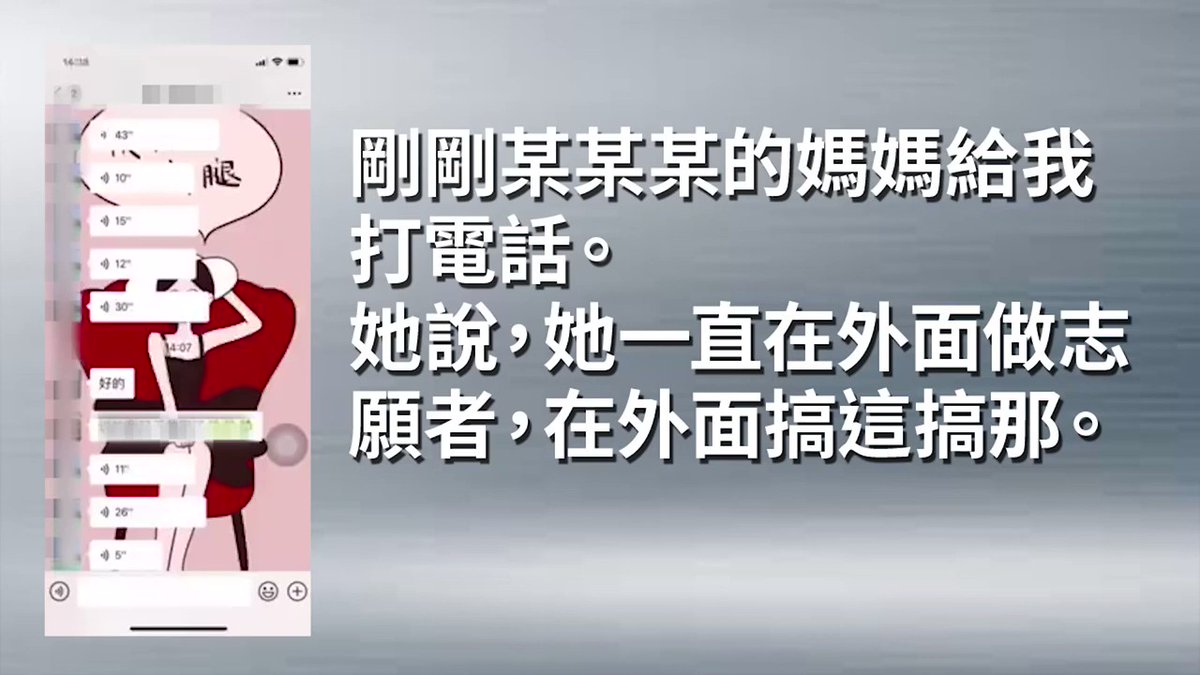 14:38
2
43"
腿
10"
15"
12"
30"
14:07
好的
11"
26"
5"
剛剛某某某的媽媽給我
打電話。
她說，她一直在外面做志
願者，在外面搞這搞那。